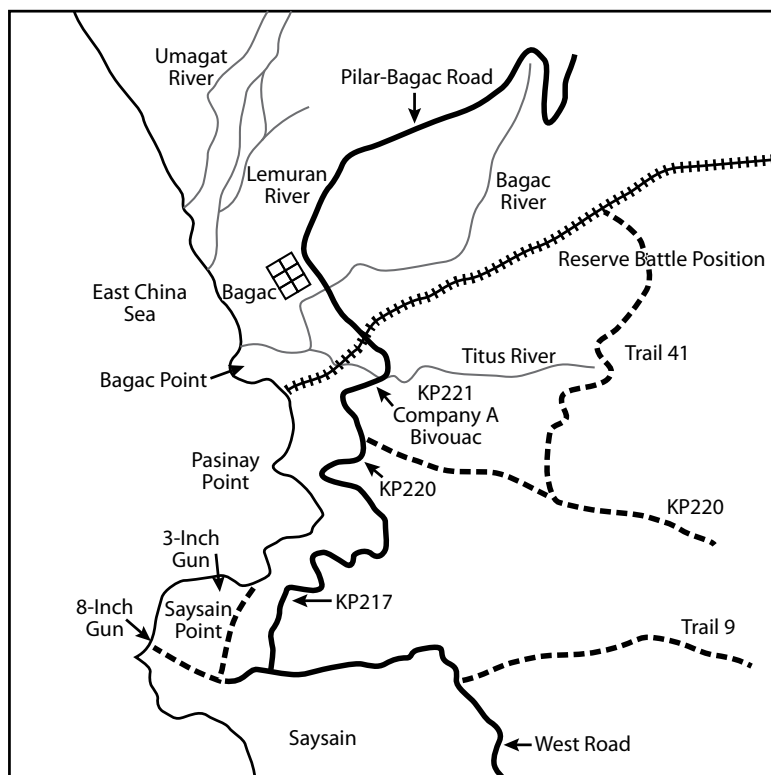 Umagat
River
Pilar-Bagac Road
Lemuran
River
Bagac
River
Reserve Battle Position
East China
Sea
Bagac
Titus River
Trail 41
Bagac Point
KP221
Company A
Bivouac
Pasinay
Point
KP220
KP220
3-Inch
Gun
8-Inch
Gun
Saysain
Point
KP217
Trail 9
Saysain
West Road